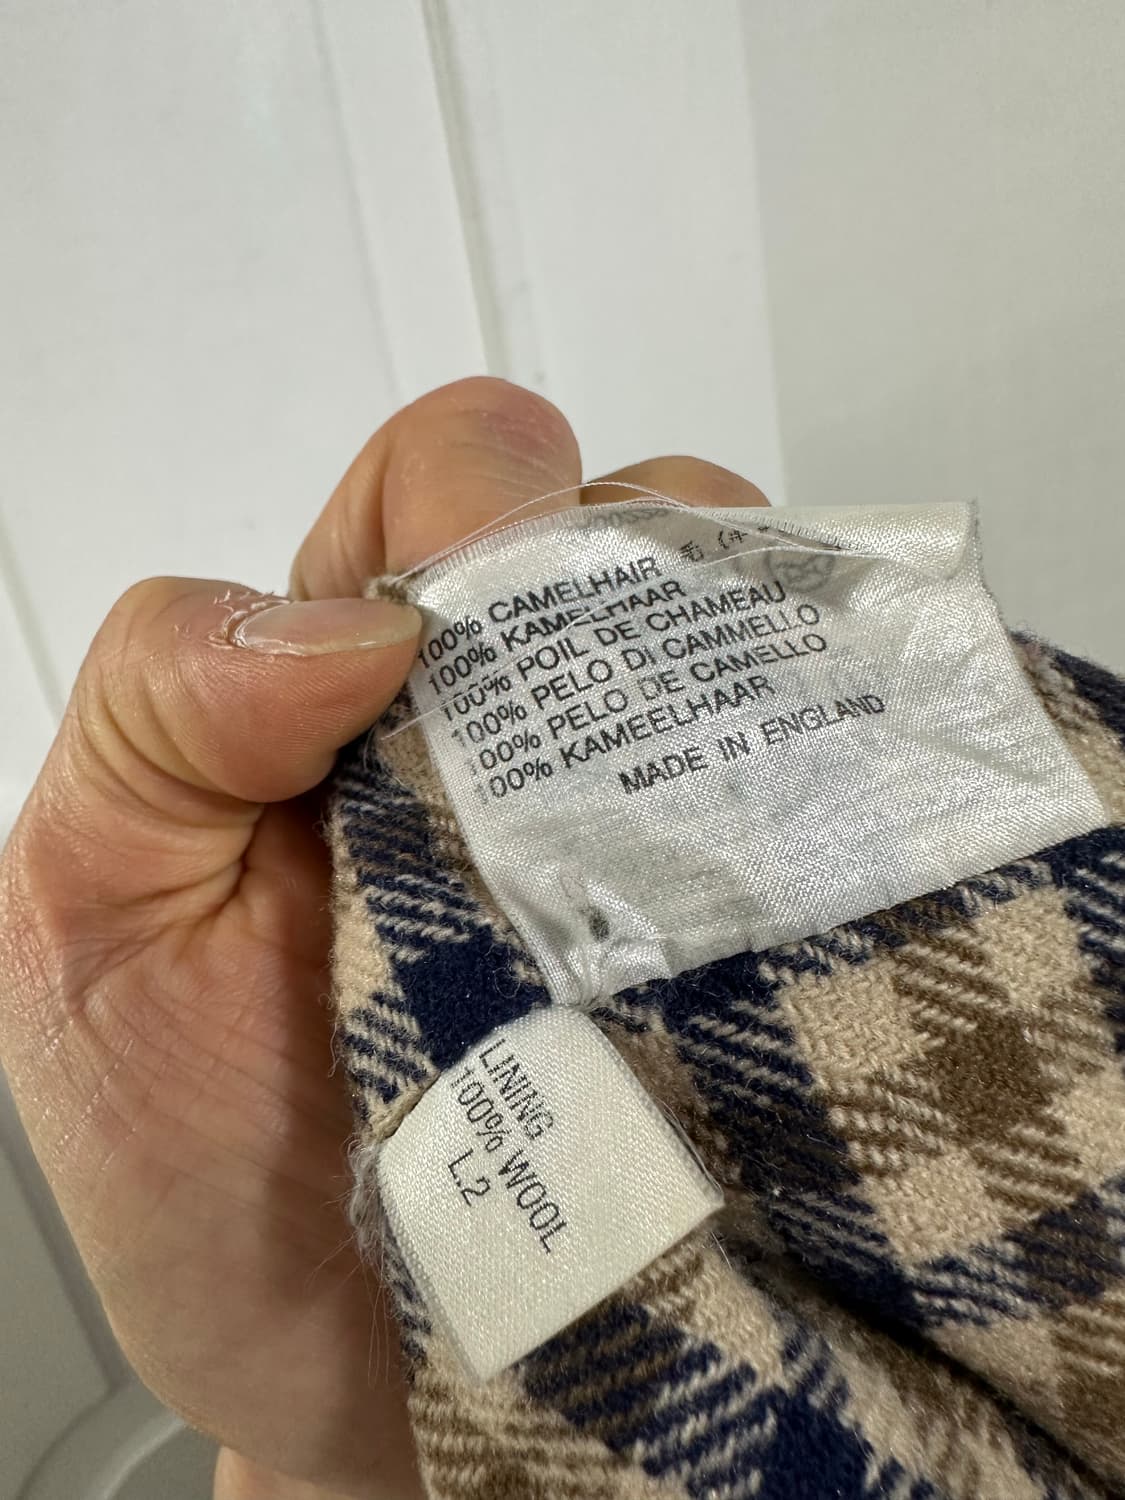 100% CAMELHAIR 毛
100% KAMELHAAR
100% POIL DE CHAMEAU
100% PELO DI CAMMELLO
100% PELO DE CAMELLO
100% KAMEELHAAR
MADE IN ENGLAND
LINING
100% WOOL
L.2